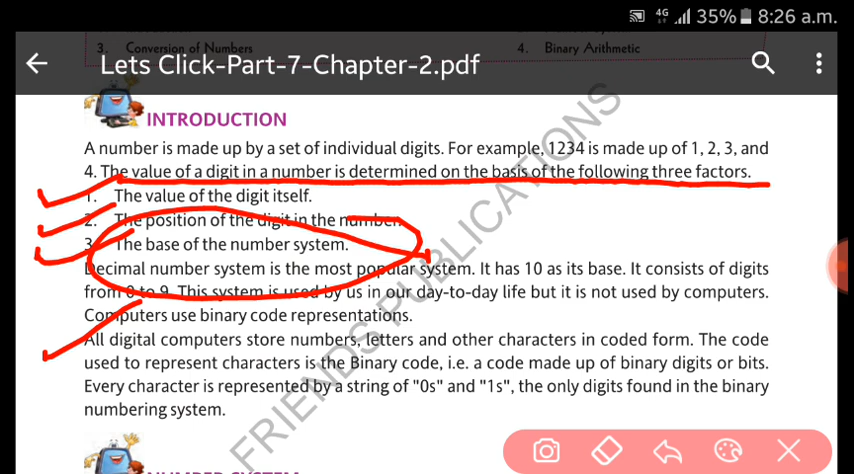 4G 35% 8:26 a.m.
3. Conversion of Numbers 4. Binary Arithmetic
Lets Click-Part-7-Chapter-2.pdf
INTRODUCTION
A number is made up by a set of individual digits. For example, 1234 is made up of 1, 2, 3, and
4. The value of a digit in a number is determined on the basis of the following three factors.
1. The value of the digit itself.
2. The position of the digit in the number.
3. The base of the number system.
Decimal number system is the most popular system. It has 10 as its base. It consists of digits
from 0 to 9. This system is used by us in our day-to-day life but it is not used by computers.
Computers use binary code representations.
All digital computers store numbers, letters and other characters in coded form. The code
used to represent characters is the Binary code, i.e. a code made up of binary digits or bits.
Every character is represented by a string of "0s" and "1s", the only digits found in the binary
numbering system.
FRIENDS PUBLICATIONS
NUMBER SYSTEM